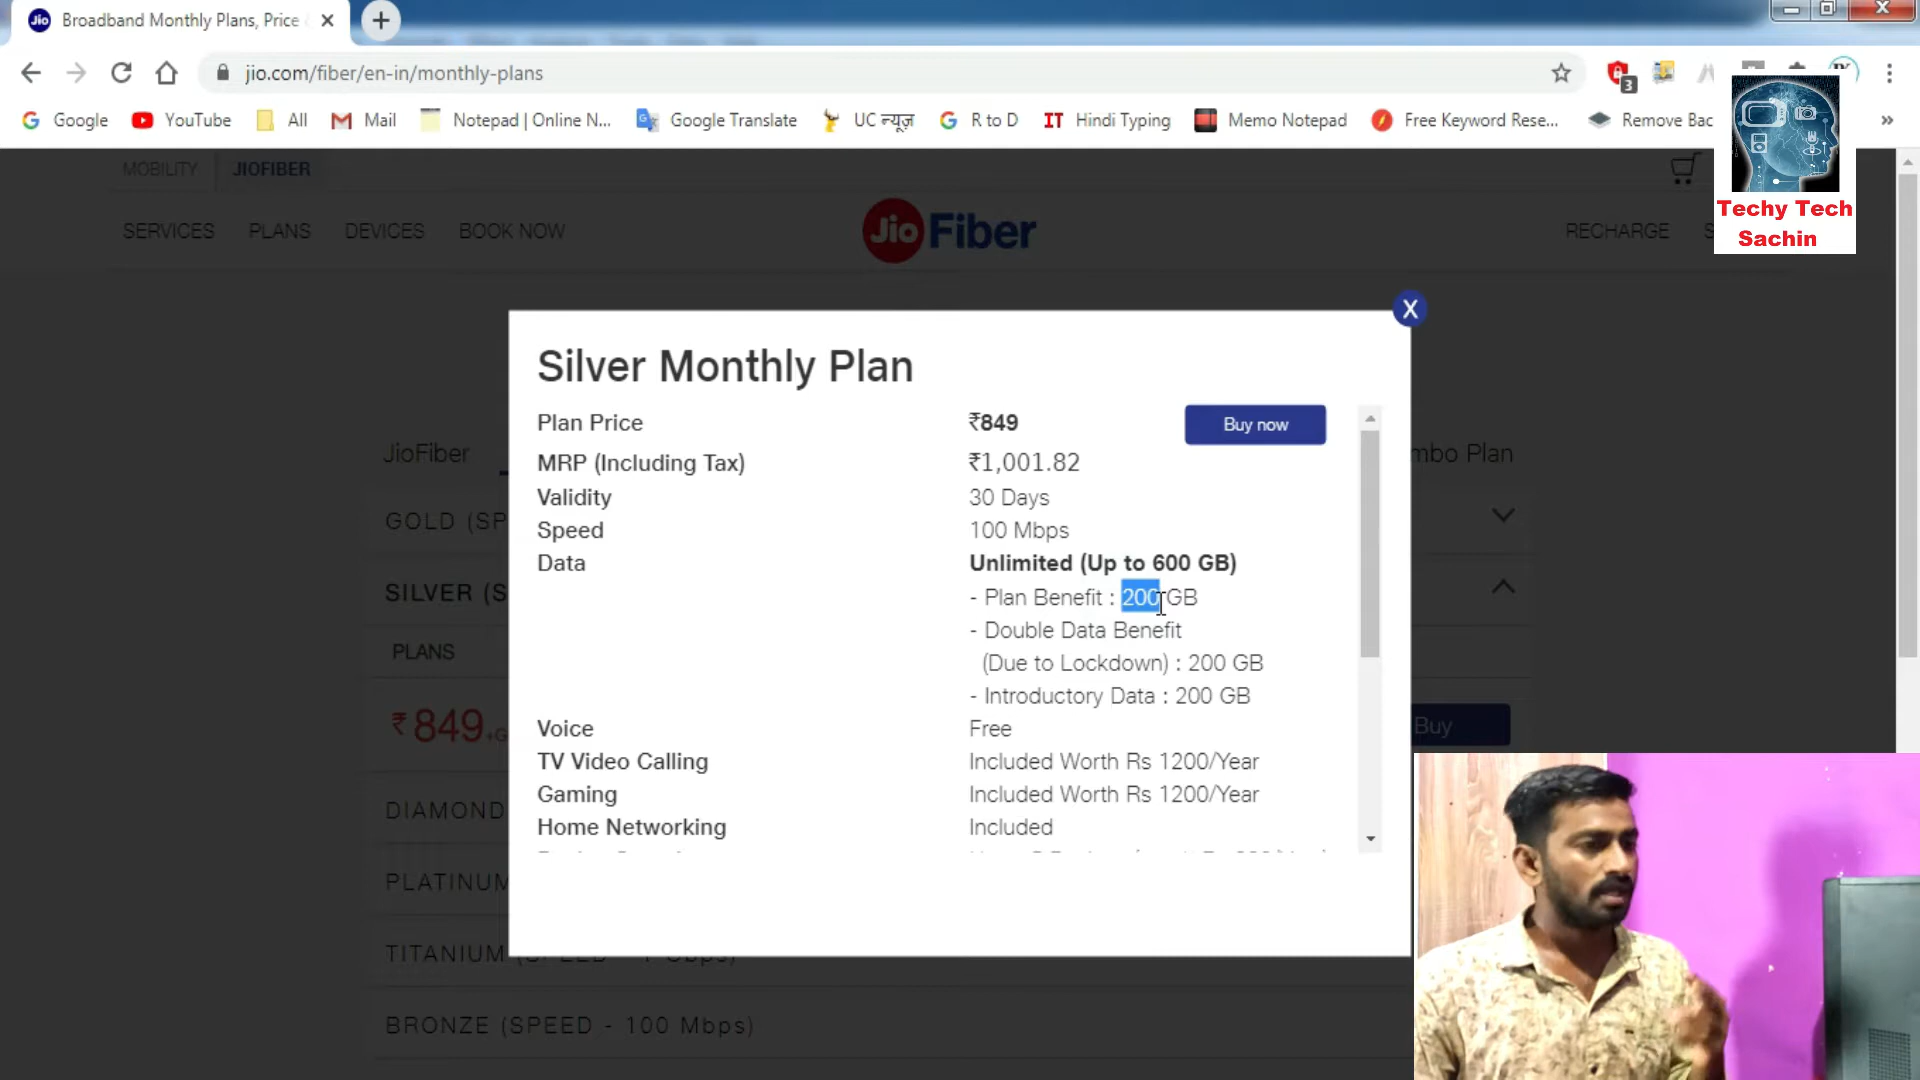 Jio Broadband Monthly Plans, Price
jio.com/fiber/en-in/monthly-plans
3
Google YouTube All Mail Notepad | Online N... Google Translate UC न्यूज़ R to D IT Hindi Typing Memo Notepad Free Keyword Rese... Remove Bac
MOBILITY JIOFIBER
SERVICES PLANS DEVICES BOOK NOW Jio Fiber RECHARGE
Techy Tech
Sachin
X
Silver Monthly Plan
Plan Price ₹849 Buy now
MRP (Including Tax) ₹1,001.82
Validity 30 Days
Speed 100 Mbps
Data Unlimited (Up to 600 GB)
- Plan Benefit : 200 GB
- Double Data Benefit
(Due to Lockdown) : 200 GB
- Introductory Data : 200 GB
Voice Free
TV Video Calling Included Worth Rs 1200/Year
Gaming Included Worth Rs 1200/Year
Home Networking Included
JioFiber mbo Plan
GOLD (SP
SILVER (S
PLANS
₹849 +G Buy
DIAMOND
PLATINUM
TITANIUM (SPEED - 1 Gbps)
BRONZE (SPEED - 100 Mbps)